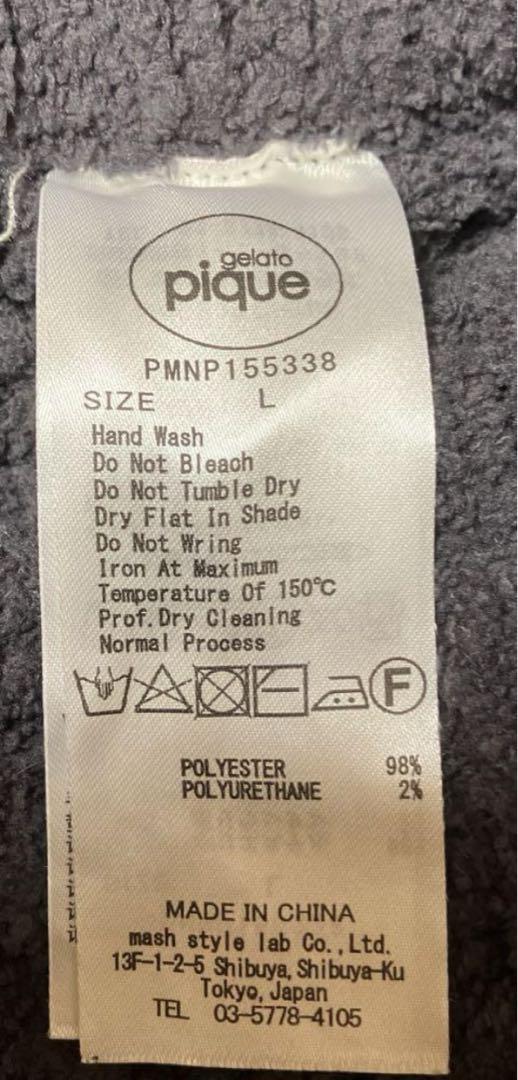 gelato
pique
PMNP155338
SIZE L
Hand Wash
Do Not Bleach
Do Not Tumble Dry
Dry Flat In Shade
Do Not Wring
Iron At Maximum
Temperature Of 150℃
Prof.Dry Cleaning
Normal Process
F
POLYESTER 98%
POLYURETHANE 2%
MADE IN CHINA
mash style lab Co.,Ltd.
13F-1-2-5 Shibuya,Shibuya-Ku
Tokyo,Japan
TEL 03-5778-4105